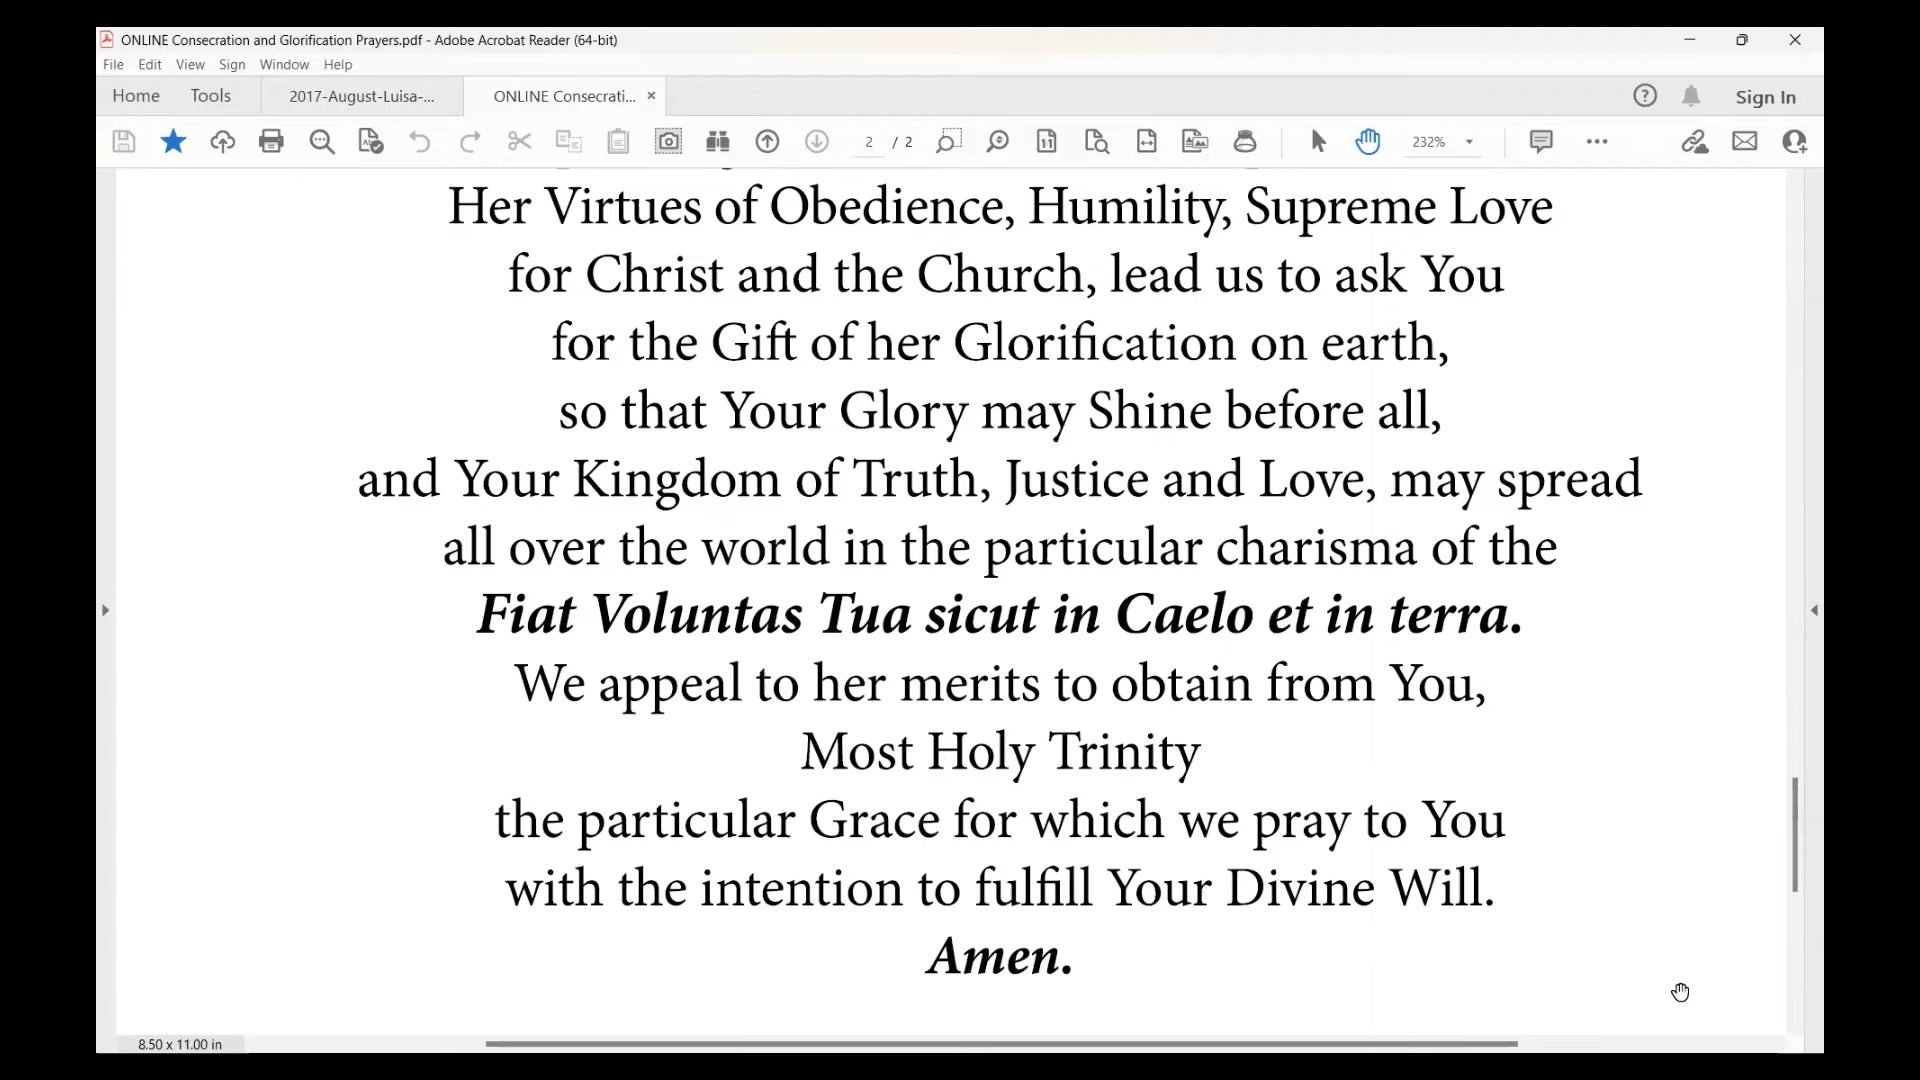 ONLINE Consecration and Glorification Prayers.pdf - Adobe Acrobat Reader (64-bit)
File Edit View Sign Window Help
Home Tools 2017-August-Luisa-... ONLINE Consecrati... × Sign In
2 / 2 232%
Her Virtues of Obedience, Humility, Supreme Love
for Christ and the Church, lead us to ask You
for the Gift of her Glorification on earth,
so that Your Glory may Shine before all,
and Your Kingdom of Truth, Justice and Love, may spread
all over the world in the particular charisma of the
Fiat Voluntas Tua sicut in Caelo et in terra.
We appeal to her merits to obtain from You,
Most Holy Trinity
the particular Grace for which we pray to You
with the intention to fulfill Your Divine Will.
Amen.
8.50 x 11.00 in